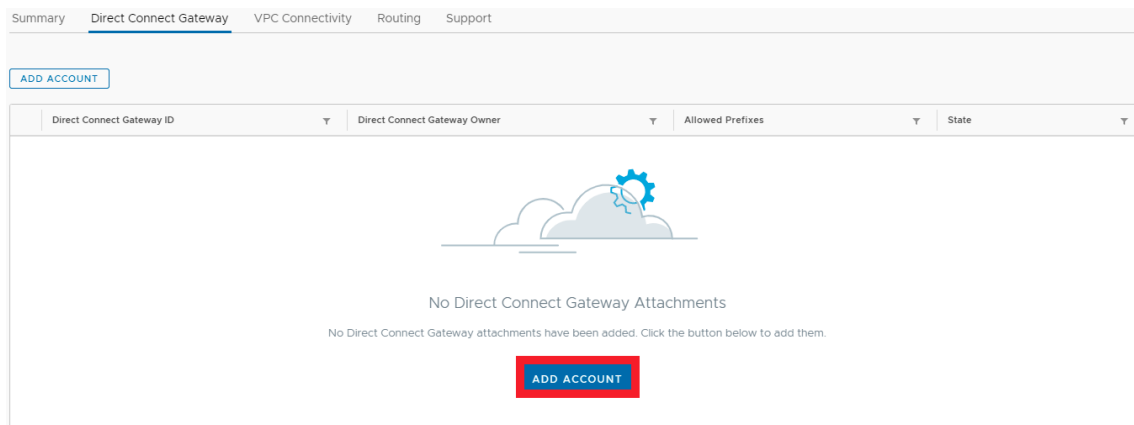 Summary Direct Connect Gateway VPC Connectivity Routing Support
ADD ACCOUNT
Direct Connect Gateway ID Direct Connect Gateway Owner Allowed Prefixes State
No Direct Connect Gateway Attachments
No Direct Connect Gateway attachments have been added. Click the button below to add them.
ADD ACCOUNT